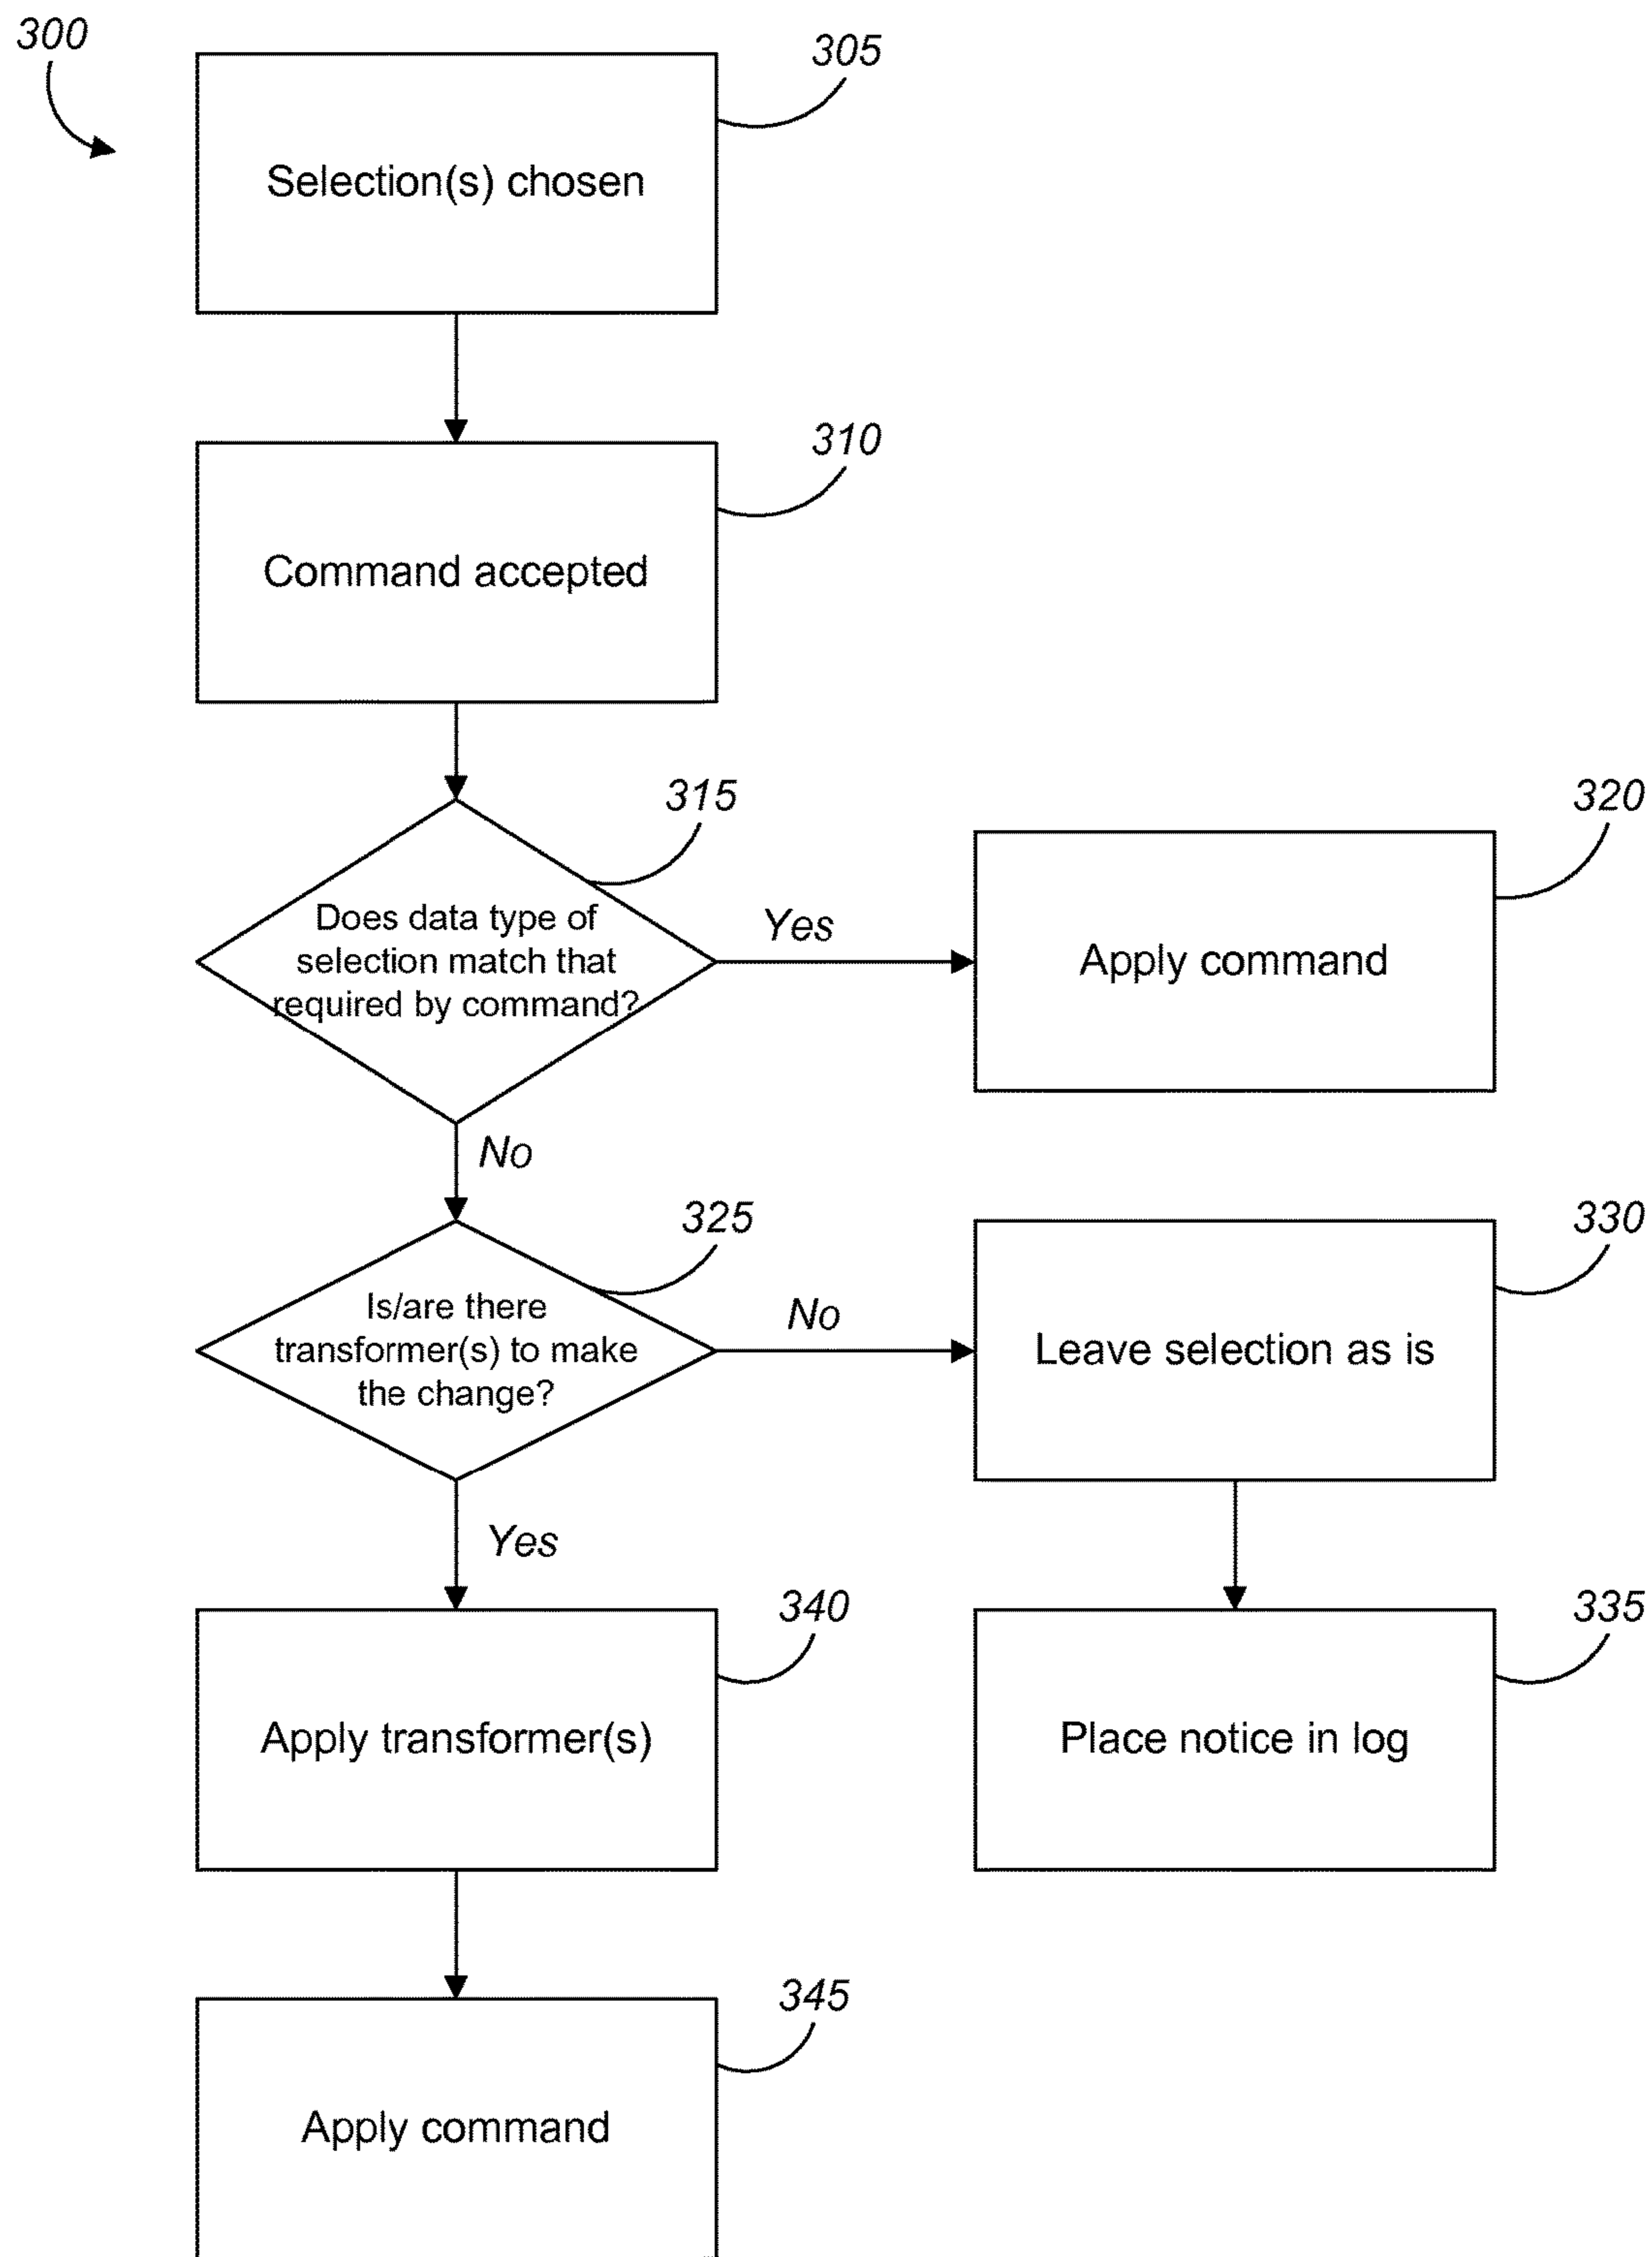 300
305
Selection(s) chosen
310
Command accepted
315
320
Does data type of
selection match that
required by command?
Yes
Apply command
No
325
330
Is/are there
transformer(s) to make
the change?
No
Leave selection as is
Yes
340
335
Apply transformer(s)
Place notice in log
345
Apply command